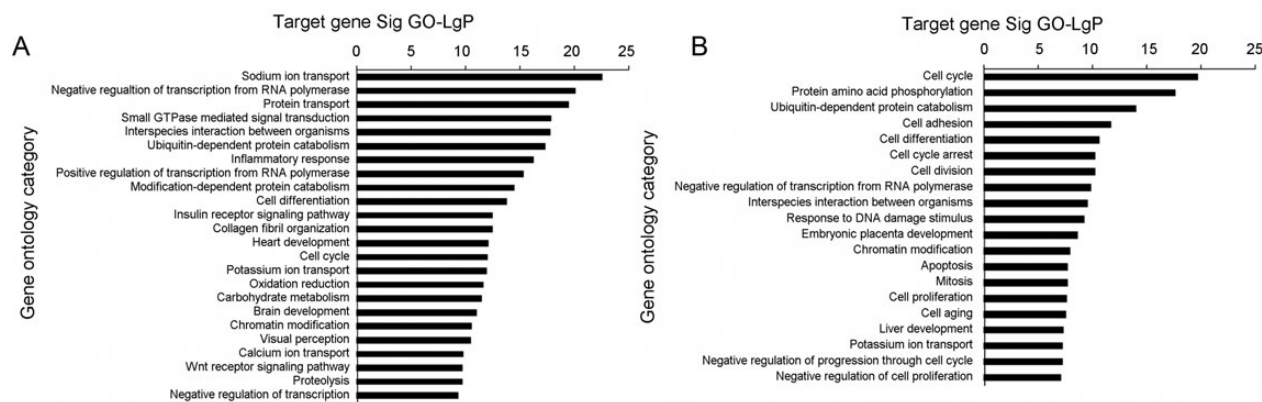 A
Target gene Sig GO-LgP
0 5 10 15 20 25
Gene ontology category
Sodium ion transport
Negative regualtion of transcription from RNA polymerase
Protein transport
Small GTPase mediated signal transduction
Interspecies interaction between organisms
Ubiquitin-dependent protein catabolism
Inflammatory response
Positive regulation of transcription from RNA polymerase
Modification-dependent protein catabolism
Cell differentiation
Insulin receptor signaling pathway
Collagen fibril organization
Heart development
Cell cycle
Potassium ion transport
Oxidation reduction
Carbohydrate metabolism
Brain development
Chromatin modification
Visual perception
Calcium ion transport
Wnt receptor signaling pathway
Proteolysis
Negative regulation of transcription
B
Target gene Sig GO-LgP
0 5 10 15 20 25
Gene ontology category
Cell cycle
Protein amino acid phosphorylation
Ubiquitin-dependent protein catabolism
Cell adhesion
Cell differentiation
Cell cycle arrest
Cell division
Negative regulation of transcription from RNA polymerase
Interspecies interaction between organisms
Response to DNA damage stimulus
Embryonic placenta development
Chromatin modification
Apoptosis
Mitosis
Cell proliferation
Cell aging
Liver development
Potassium ion transport
Negative regulation of progression through cell cycle
Negative regulation of cell proliferation